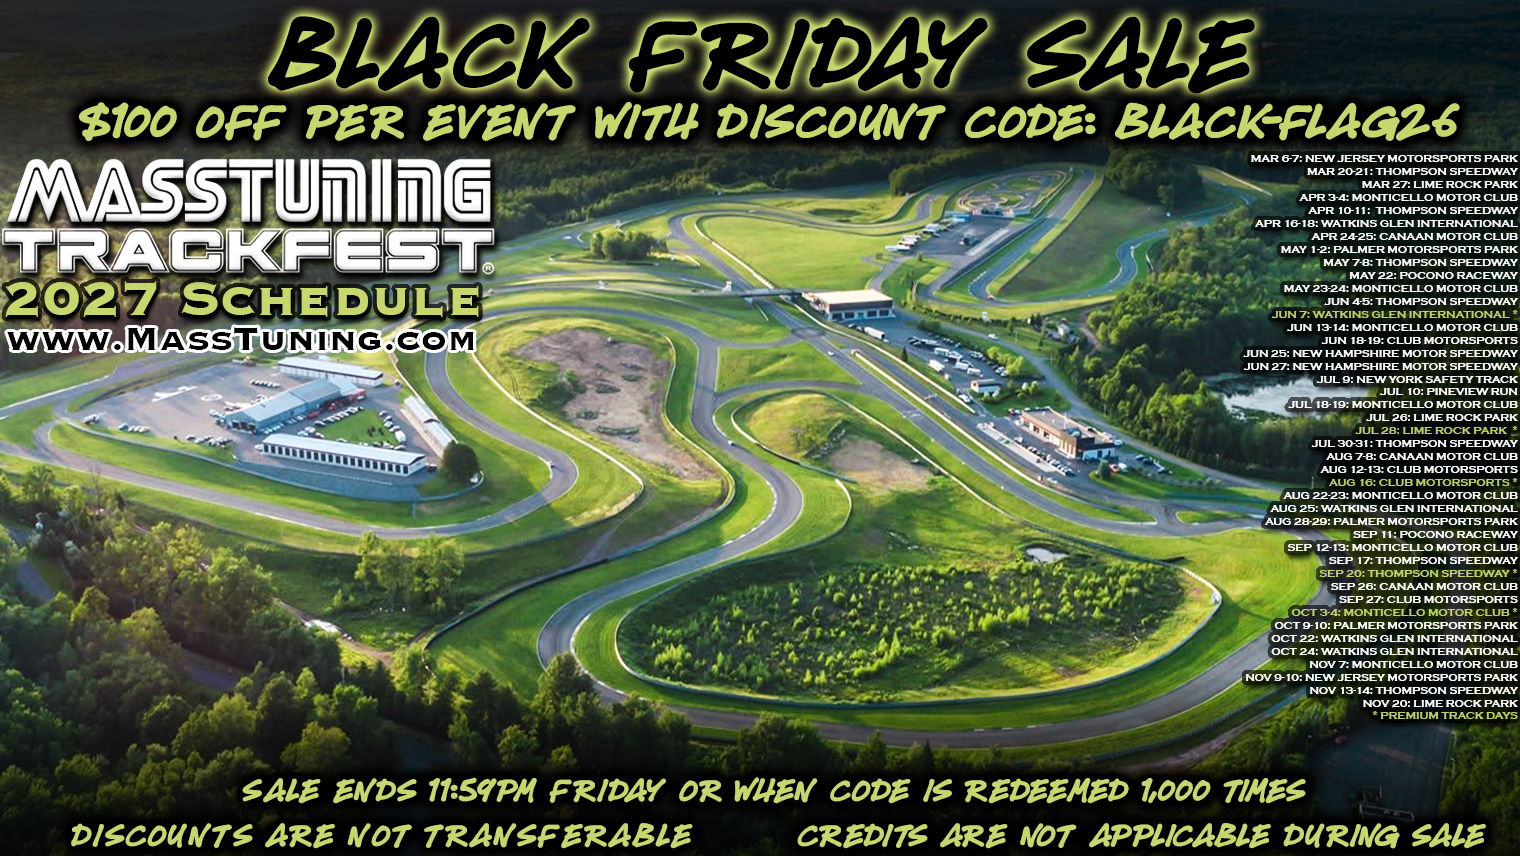 BLACK FRIDAY SALE
$100 OFF PER EVENT WITH DISCOUNT CODE: BLACK-FLAG26
MASSTUNING
TRACKFEST®
2027 SCHEDULE
WWW.MASSTUNING.COM
MAR 6-7: NEW JERSEY MOTORSPORTS PARK
MAR 20-21: THOMPSON SPEEDWAY
MAR 27: LIME ROCK PARK
APR 3-4: MONTICELLO MOTOR CLUB
APR 10-11: THOMPSON SPEEDWAY
APR 16-18: WATKINS GLEN INTERNATIONAL
APR 24-25: CANAAN MOTOR CLUB
MAY 1-2: PALMER MOTORSPORTS PARK
MAY 7-8: THOMPSON SPEEDWAY
MAY 22: POCONO RACEWAY
MAY 23-24: MONTICELLO MOTOR CLUB
JUN 4-5: THOMPSON SPEEDWAY
JUN 7: WATKINS GLEN INTERNATIONAL *
JUN 13-14: MONTICELLO MOTOR CLUB
JUN 18-19: CLUB MOTORSPORTS
JUN 25: NEW HAMPSHIRE MOTOR SPEEDWAY
JUN 27: NEW HAMPSHIRE MOTOR SPEEDWAY
JUL 9: NEW YORK SAFETY TRACK
JUL 10: PINEVIEW RUN
JUL 18-19: MONTICELLO MOTOR CLUB
JUL 26: LIME ROCK PARK
JUL 28: LIME ROCK PARK *
JUL 30-31: THOMPSON SPEEDWAY
AUG 7-8: CANAAN MOTOR CLUB
AUG 12-13: CLUB MOTORSPORTS
AUG 16: CLUB MOTORSPORTS *
AUG 22-23: MONTICELLO MOTOR CLUB
AUG 25: WATKINS GLEN INTERNATIONAL
AUG 28-29: PALMER MOTORSPORTS PARK
SEP 11: POCONO RACEWAY
SEP 12-13: MONTICELLO MOTOR CLUB
SEP 17: THOMPSON SPEEDWAY
SEP 20: THOMPSON SPEEDWAY *
SEP 26: CANAAN MOTOR CLUB
SEP 27: CLUB MOTORSPORTS
OCT 3-4: MONTICELLO MOTOR CLUB *
OCT 9-10: PALMER MOTORSPORTS PARK
OCT 22: WATKINS GLEN INTERNATIONAL
OCT 24: WATKINS GLEN INTERNATIONAL
NOV 7: MONTICELLO MOTOR CLUB
NOV 9-10: NEW JERSEY MOTORSPORTS PARK
NOV 13-14: THOMPSON SPEEDWAY
NOV 20: LIME ROCK PARK
* PREMIUM TRACK DAYS
SALE ENDS 11:59PM FRIDAY OR WHEN CODE IS REDEEMED 1,000 TIMES
DISCOUNTS ARE NOT TRANSFERABLE
CREDITS ARE NOT APPLICABLE DURING SALE